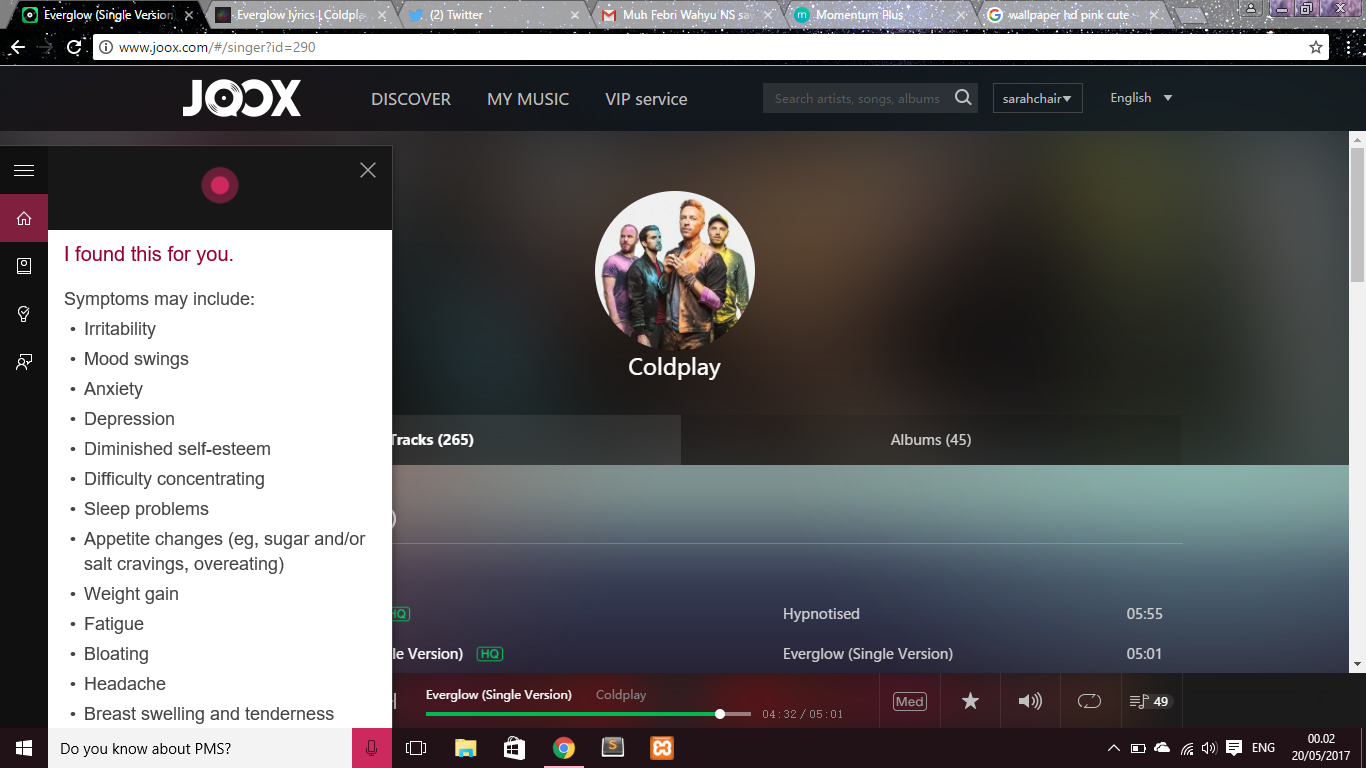 Everglow (Single Version)
Everglow lyrics | Coldpla
(2) Twitter
Muh Febri Wahyu NS sa
Momentum Plus
wallpaper hd pink cute -
www.joox.com/#/singer?id=290
JOOX
DISCOVER
MY MUSIC
VIP service
Search artists, songs, albums
sarahchair
English
I found this for you.
Symptoms may include:
• Irritability
• Mood swings
• Anxiety
• Depression
• Diminished self-esteem
• Difficulty concentrating
• Sleep problems
• Appetite changes (eg, sugar and/or
salt cravings, overeating)
• Weight gain
• Fatigue
• Bloating
• Headache
• Breast swelling and tenderness
Coldplay
Tracks (265)
Albums (45)
HQ
Hypnotised
05:55
le Version)
HQ
Everglow (Single Version)
05:01
Everglow (Single Version)
Coldplay
04:32 / 05:01
Med
49
Do you know about PMS?
S
ENG
00.02
20/05/2017